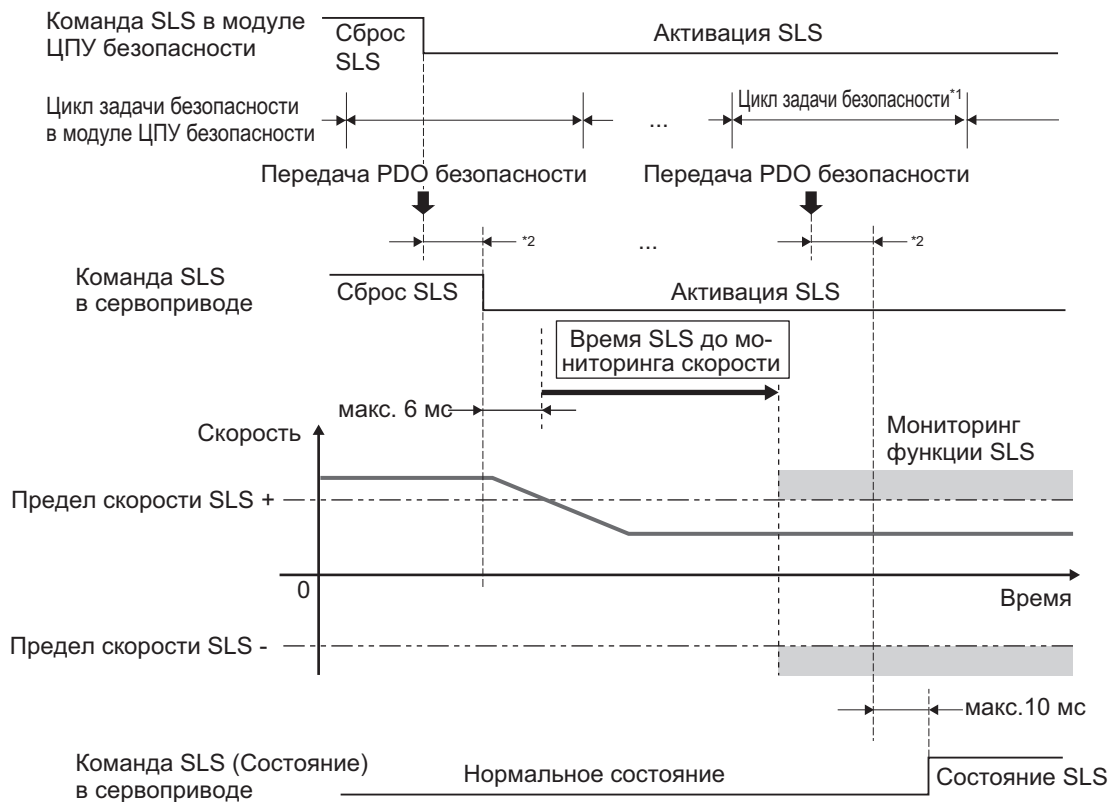 Команда SLS в модуле
ЦПУ безопасности
Сброс
SLS
Активация SLS
Цикл задачи безопасности
в модуле ЦПУ безопасности
...
Цикл задачи безопасности*1
Передача PDO безопасности
Передача PDO безопасности
*2
...
*2
Команда SLS
в сервоприводе
Сброс SLS
Активация SLS
Время SLS до мо-
ниторинга скорости
макс. 6 мс
Скорость
Мониторинг
функции SLS
Предел скорости SLS +
0
Время
Предел скорости SLS -
макс.10 мс
Команда SLS (Состояние)
в сервоприводе
Нормальное состояние
Состояние SLS